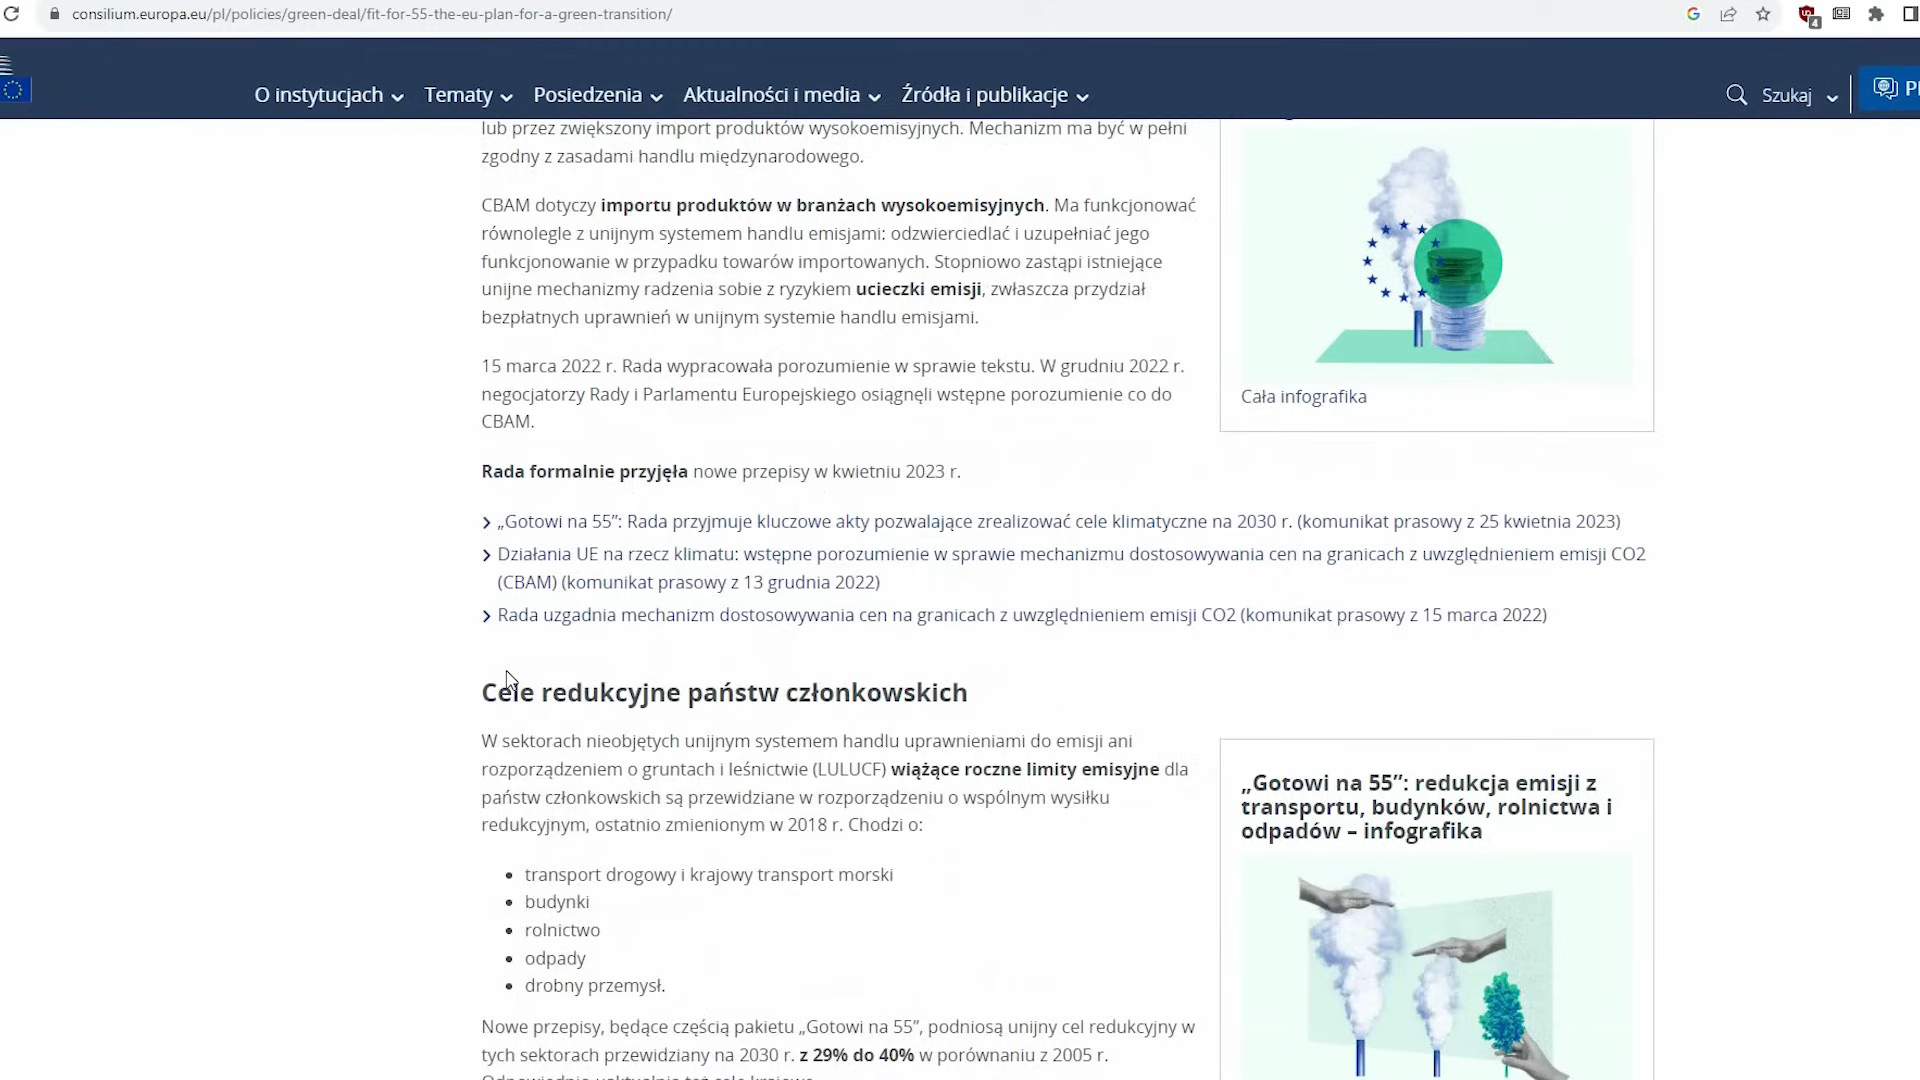 consilium.europa.eu/pl/policies/green-deal/fit-for-55-the-eu-plan-for-a-green-transition/
4
O instytucjach
Tematy
Posiedzenia
Aktualności i media
Źródła i publikacje
Szukaj
lub przez zwiększony import produktów wysokoemisyjnych. Mechanizm ma być w pełni
zgodny z zasadami handlu międzynarodowego.
CBAM dotyczy importu produktów w branżach wysokoemisyjnych. Ma funkcjonować
równolegle z unijnym systemem handlu emisjami: odzwierciedlać i uzupełniać jego
funkcjonowanie w przypadku towarów importowanych. Stopniowo zastąpi istniejące
unijne mechanizmy radzenia sobie z ryzykiem ucieczki emisji, zwłaszcza przydział
bezpłatnych uprawnień w unijnym systemie handlu emisjami.
15 marca 2022 r. Rada wypracowała porozumienie w sprawie tekstu. W grudniu 2022 r.
negocjatorzy Rady i Parlamentu Europejskiego osiągnęli wstępne porozumienie co do
CBAM.
Cała infografika
Rada formalnie przyjęła nowe przepisy w kwietniu 2023 r.
„Gotowi na 55”: Rada przyjmuje kluczowe akty pozwalające zrealizować cele klimatyczne na 2030 r. (komunikat prasowy z 25 kwietnia 2023)
Działania UE na rzecz klimatu: wstępne porozumienie w sprawie mechanizmu dostosowywania cen na granicach z uwzględnieniem emisji CO2
(CBAM) (komunikat prasowy z 13 grudnia 2022)
Rada uzgadnia mechanizm dostosowywania cen na granicach z uwzględnieniem emisji CO2 (komunikat prasowy z 15 marca 2022)
Cele redukcyjne państw członkowskich
W sektorach nieobjętych unijnym systemem handlu uprawnieniami do emisji ani
rozporządzeniem o gruntach i leśnictwie (LULUCF) wiążące roczne limity emisyjne dla
państw członkowskich są przewidziane w rozporządzeniu o wspólnym wysiłku
redukcyjnym, ostatnio zmienionym w 2018 r. Chodzi o:
transport drogowy i krajowy transport morski
budynki
rolnictwo
odpady
drobny przemysł.
Nowe przepisy, będące częścią pakietu „Gotowi na 55”, podniosą unijny cel redukcyjny w
tych sektorach przewidziany na 2030 r. z 29% do 40% w porównaniu z 2005 r.
„Gotowi na 55”: redukcja emisji z
transportu, budynków, rolnictwa i
odpadów – infografika